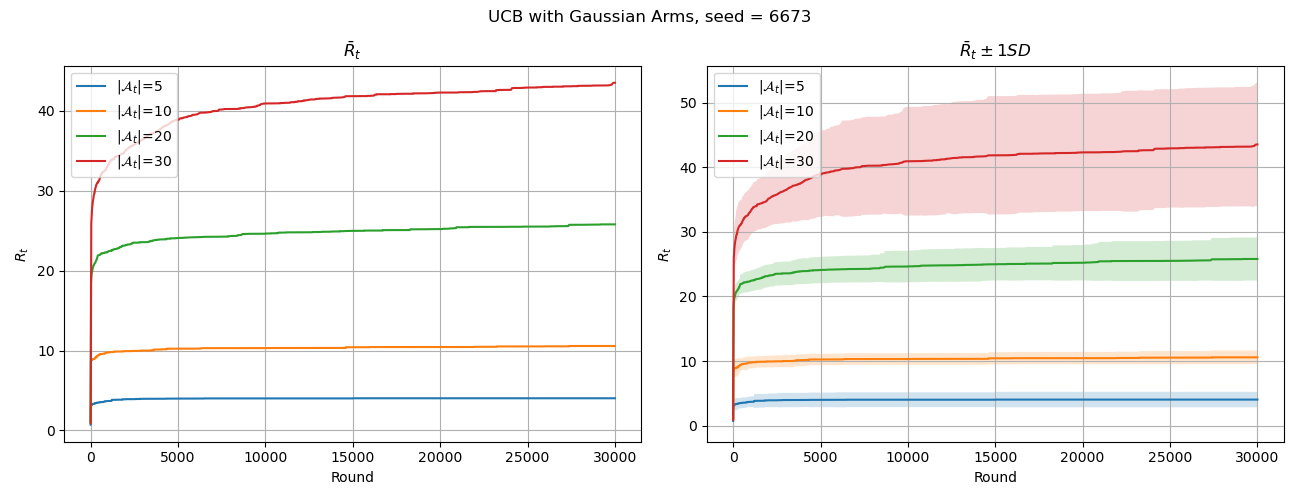 UCB with Gaussian Arms, seed = 6673
R̄ₜ
|𝒜ₜ|=5
|𝒜ₜ|=10
|𝒜ₜ|=20
|𝒜ₜ|=30
40
30
20
10
0
Rₜ
0 5000 10000 15000 20000 25000 30000
Round
R̄ₜ ± 1SD
|𝒜ₜ|=5
|𝒜ₜ|=10
|𝒜ₜ|=20
|𝒜ₜ|=30
50
40
30
20
10
0
Rₜ
0 5000 10000 15000 20000 25000 30000
Round